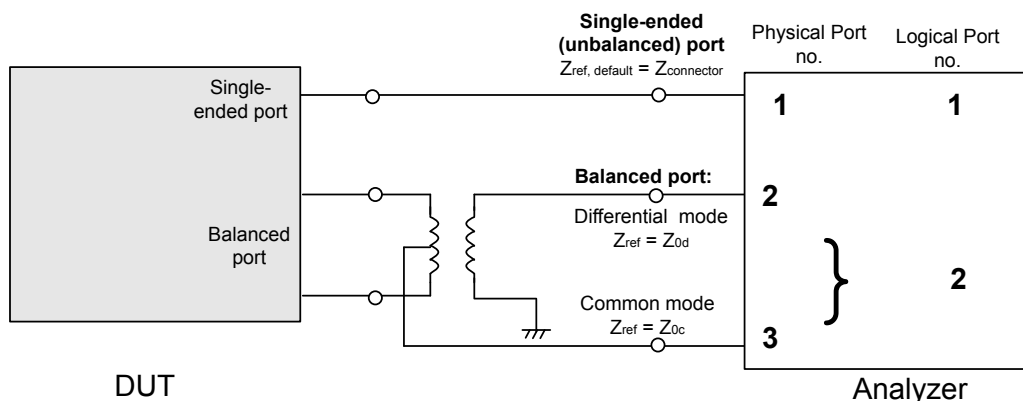 Single-ended
(unbalanced) port
Zref, default = Zconnector
Physical Port
no.
Logical Port
no.
Single-
ended port
1
1
Balanced port:
2
Differential mode
Zref = Z0d
Balanced
port
}
2
Common mode
Zref = Z0c
3
DUT
Analyzer